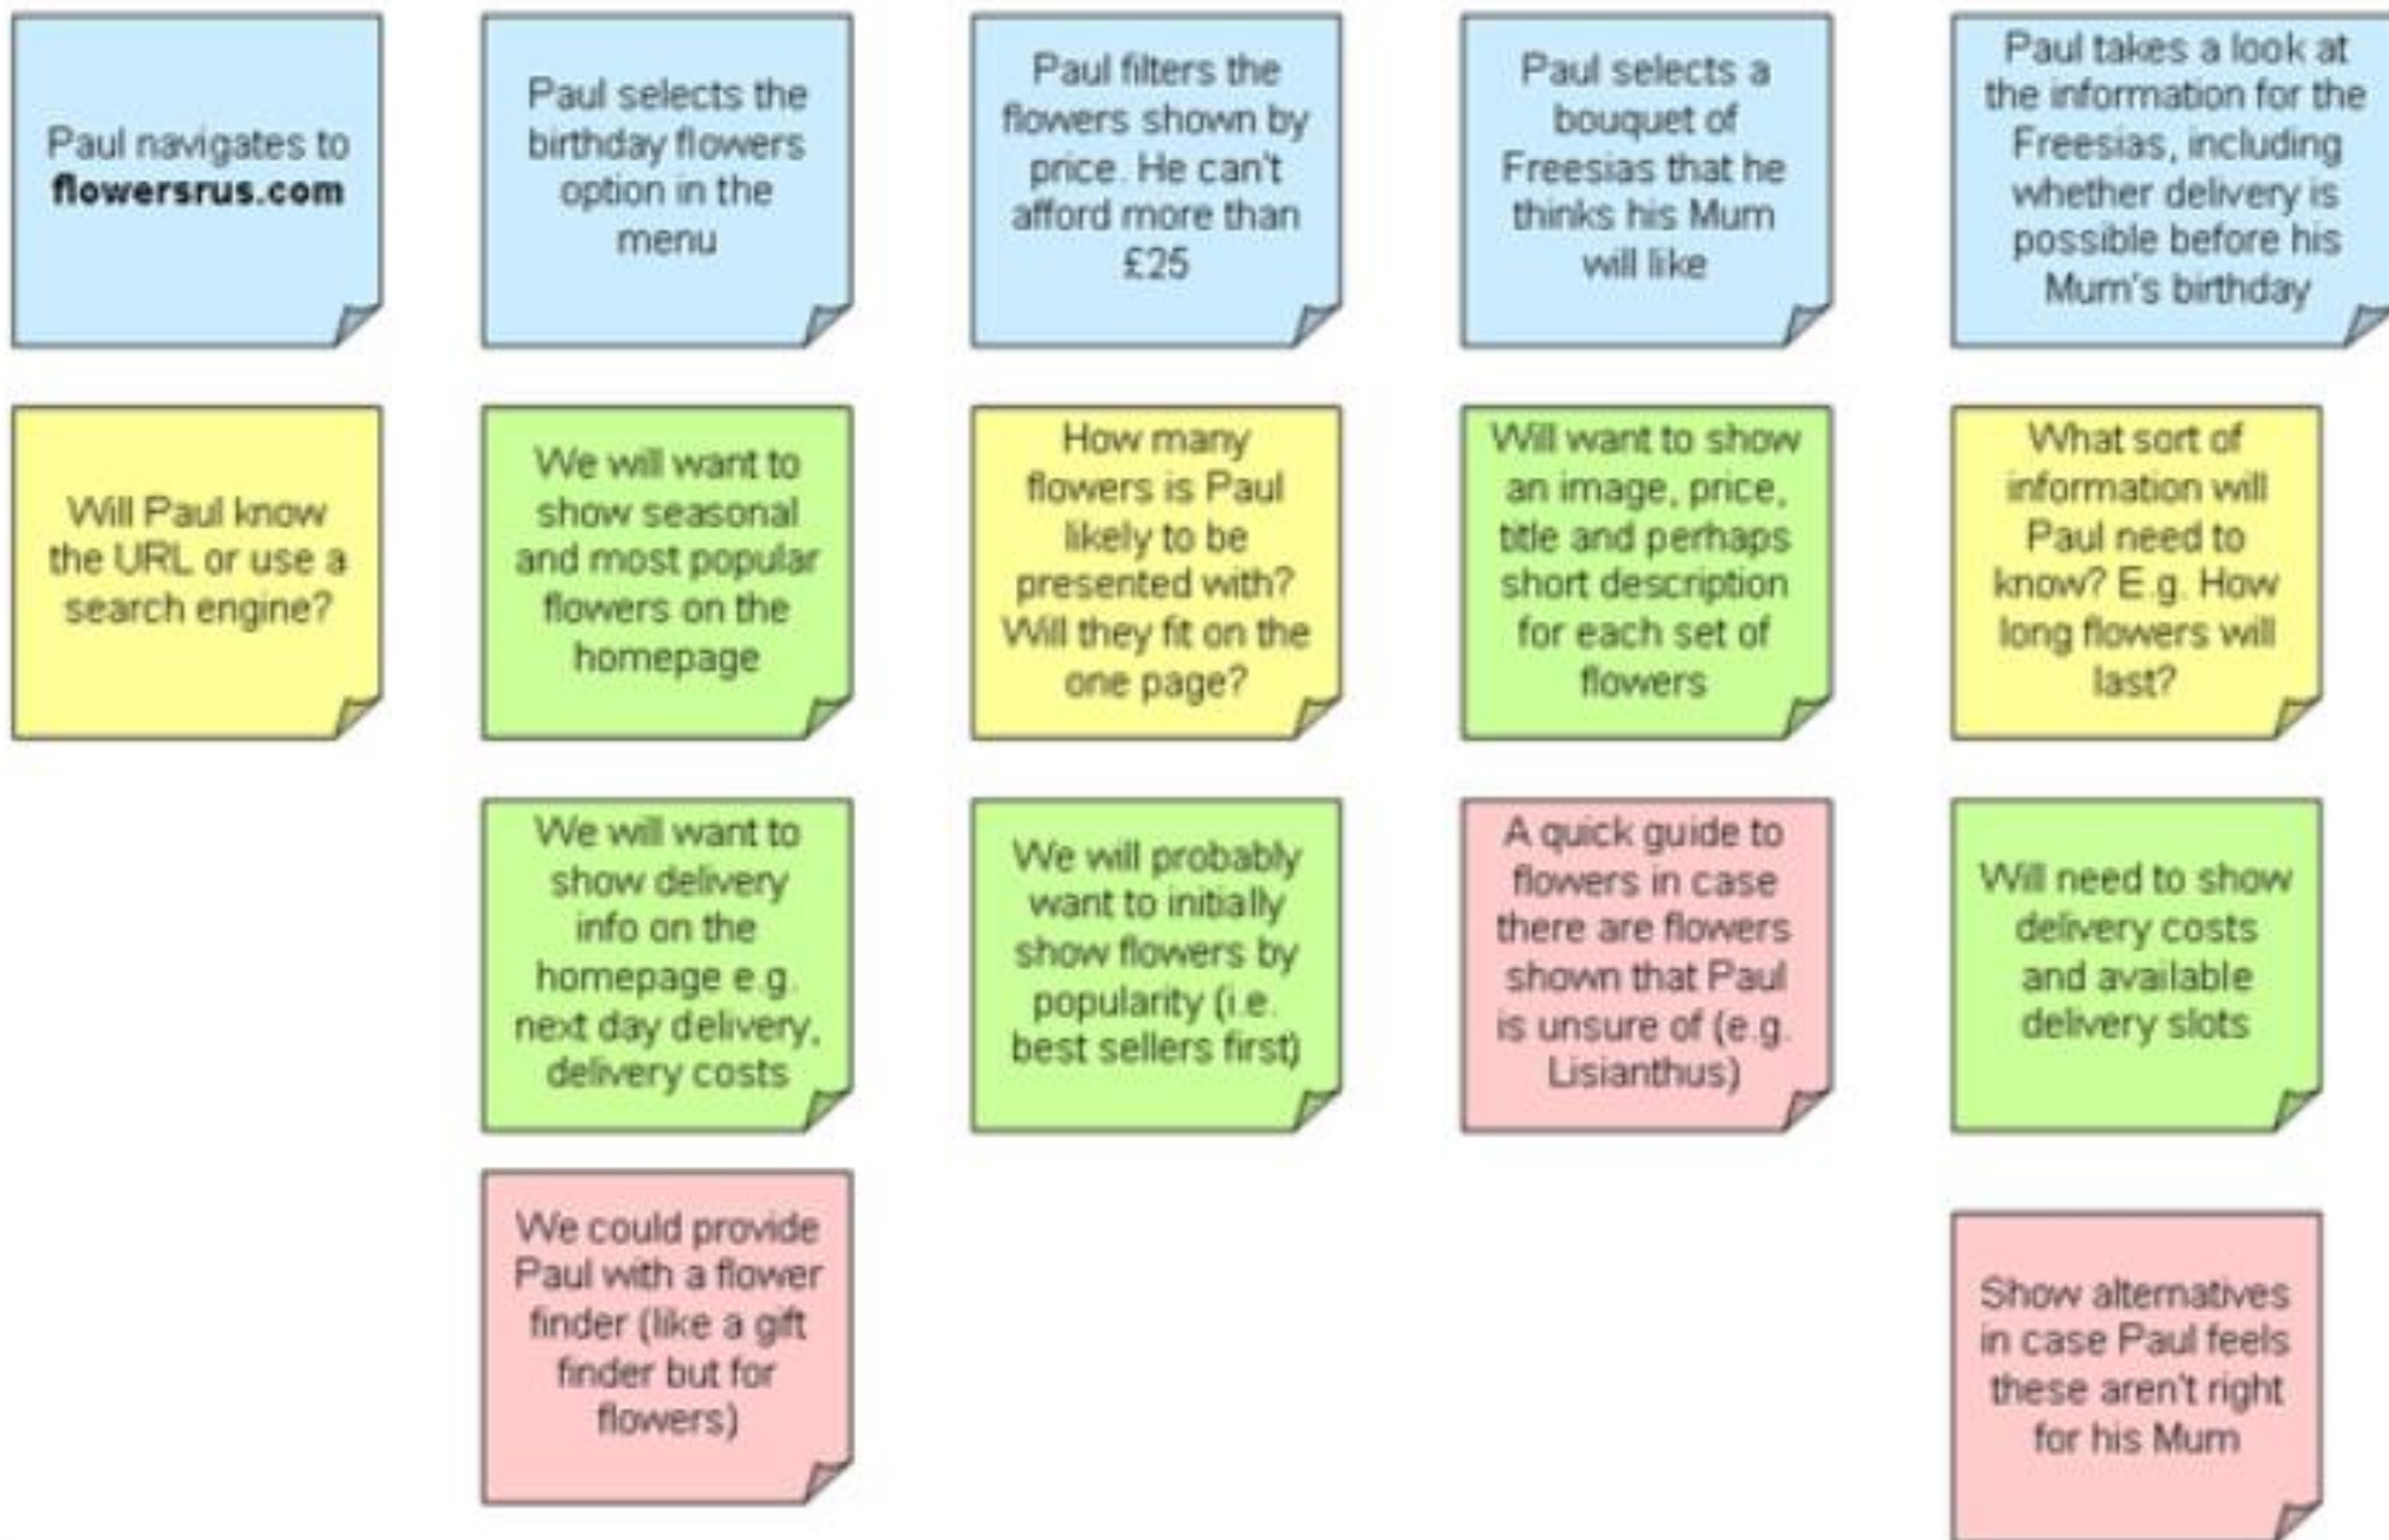 Paul navigates to
flowersrus.com
Paul selects the
birthday flowers
option in the
menu
Paul filters the
flowers shown by
price. He can't
afford more than
£25
Paul selects a
bouquet of
Freesias that he
thinks his Mum
will like
Paul takes a look at
the information for the
Freesias, including
whether delivery is
possible before his
Mum's birthday
Will Paul know
the URL or use a
search engine?
We will want to
show seasonal
and most popular
flowers on the
homepage
How many
flowers is Paul
likely to be
presented with?
Will they fit on the
one page?
Will want to show
an image, price,
title and perhaps
short description
for each set of
flowers
What sort of
information will
Paul need to
know? E.g. How
long flowers will
last?
We will want to
show delivery
info on the
homepage e.g.
next day delivery,
delivery costs
We will probably
want to initially
show flowers by
popularity (i.e.
best sellers first)
A quick guide to
flowers in case
there are flowers
shown that Paul
is unsure of (e.g.
Lisianthus)
Will need to show
delivery costs
and available
delivery slots
We could provide
Paul with a flower
finder (like a gift
finder but for
flowers)
Show alternatives
in case Paul feels
these aren't right
for his Mum